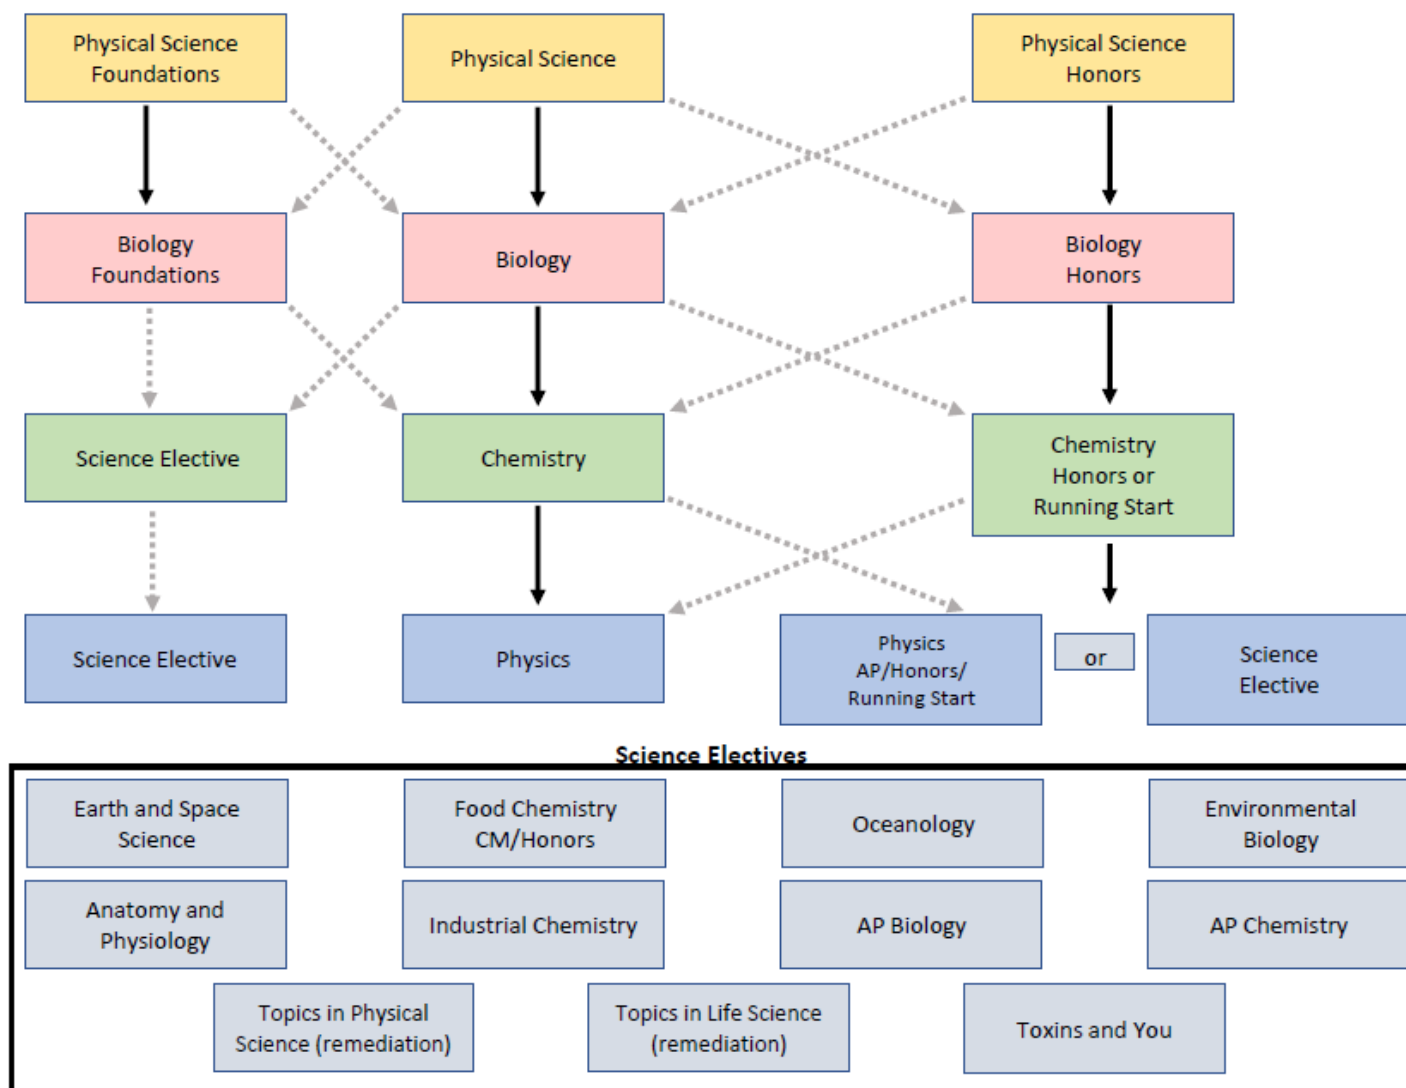 Physical Science
Foundations
Physical Science
Physical Science
Honors
Biology
Foundations
Biology
Biology
Honors
Science Elective
Chemistry
Chemistry
Honors or
Running Start
Science Elective
Physics
Physics
AP/Honors/
Running Start
or
Science
Elective
Science Electives
Earth and Space
Science
Food Chemistry
CM/Honors
Oceanology
Environmental
Biology
Anatomy and
Physiology
Industrial Chemistry
AP Biology
AP Chemistry
Topics in Physical
Science (remediation)
Topics in Life Science
(remediation)
Toxins and You